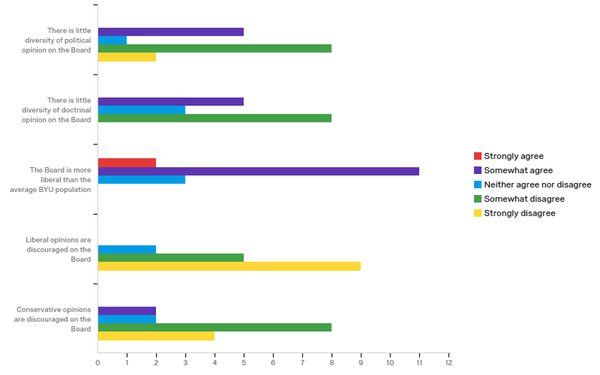 There is little
diversity of political
opinion on the Board
There is little
diversity of doctrinal
opinion on the Board
The Board is more
liberal than the
average BYU population
Liberal opinions are
discouraged on the
Board
Conservative opinions
are discouraged on the
Board
0 1 2 3 4 5 6 7 8 9 10 11 12
Strongly agree
Somewhat agree
Neither agree nor disagree
Somewhat disagree
Strongly disagree